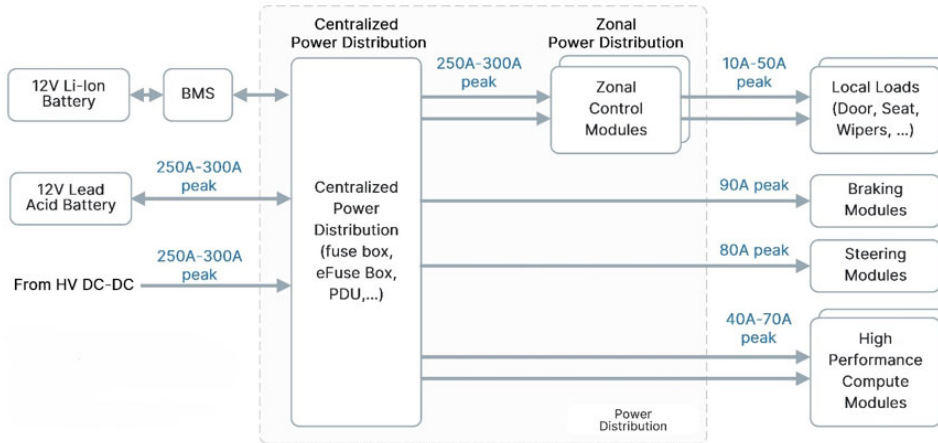 Centralized
Power Distribution
Zonal
Power Distribution
12V Li-Ion
Battery
BMS
250A-300A
peak
Zonal
Control
Modules
10A-50A
peak
Local Loads
(Door, Seat,
Wipers, ...)
12V Lead
Acid Battery
250A-300A
peak
Centralized
Power
Distribution
(fuse box,
eFuse Box,
PDU,...)
90A peak
Braking
Modules
From HV DC-DC
250A-300A
peak
80A peak
Steering
Modules
40A-70A
peak
High
Performance
Compute
Modules
Power
Distribution